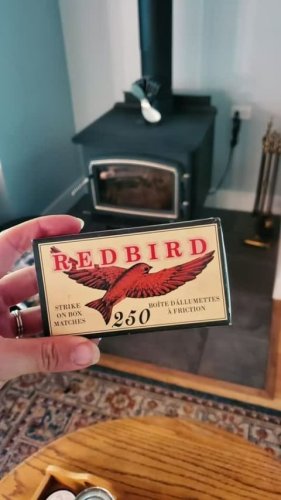 REDBIRD
STRIKE
ON BOX
MATCHES
250
BOÎTE D'ALLUMETTES
À FRICTION